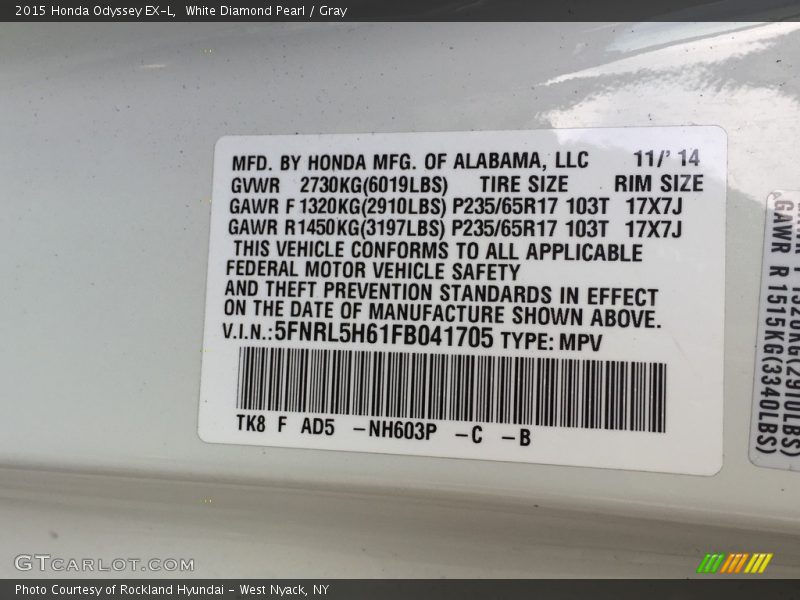 2015 Honda Odyssey EX-L,  White Diamond Pearl / Gray
MFD. BY HONDA MFG. OF ALABAMA, LLC 11/' 14
GVWR 2730KG(6019LBS) TIRE SIZE RIM SIZE
GAWR F 1320KG(2910LBS) P235/65R17 103T 17X7J
GAWR R1450KG(3197LBS) P235/65R17 103T 17X7J
THIS VEHICLE CONFORMS TO ALL APPLICABLE
FEDERAL MOTOR VEHICLE SAFETY
AND THEFT PREVENTION STANDARDS IN EFFECT
ON THE DATE OF MANUFACTURE SHOWN ABOVE.
V.I.N.:5FNRL5H61FB041705 TYPE: MPV
TK8 F AD5 -NH603P -C -B
GAWR F 1320KG(2910LBS)
GAWR R 1515KG(3340LBS)
GTCARLOT.COM
Photo Courtesy of Rockland Hyundai - West Nyack, NY